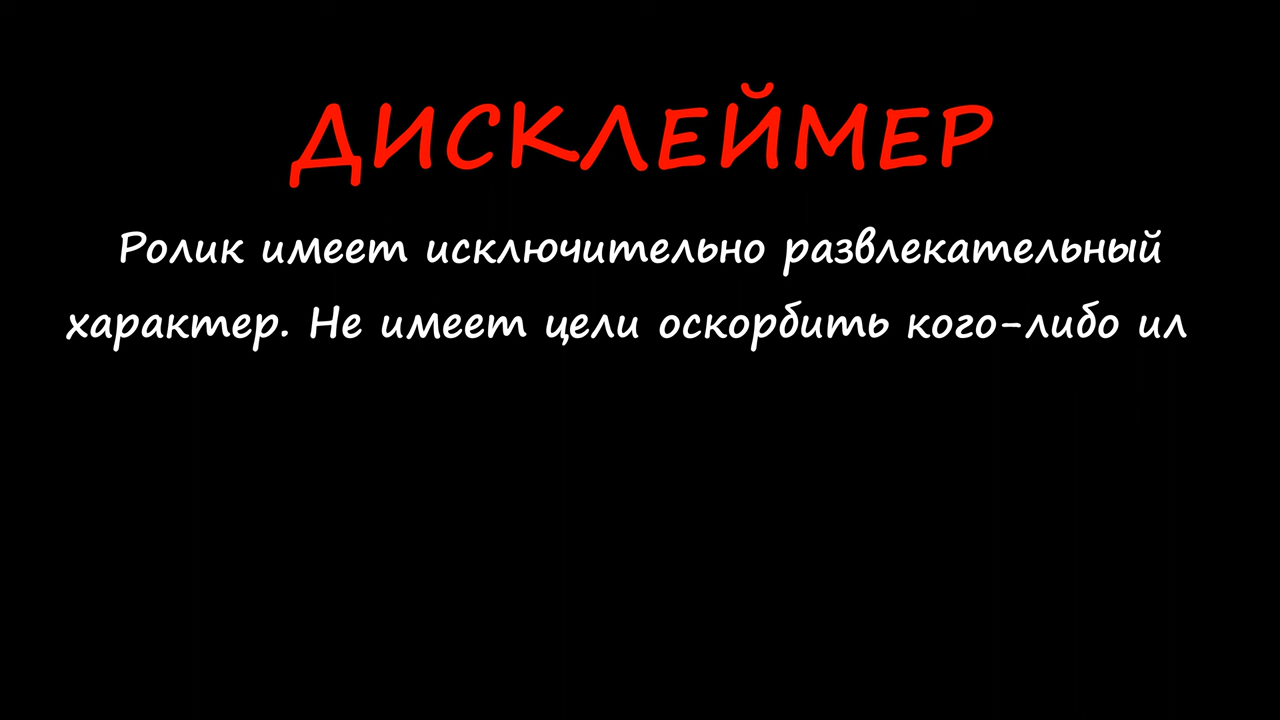 ДИСКЛЕЙМЕР
Ролик имеет исключительно развлекательный
характер. Не имеет цели оскорбить кого-либо ил